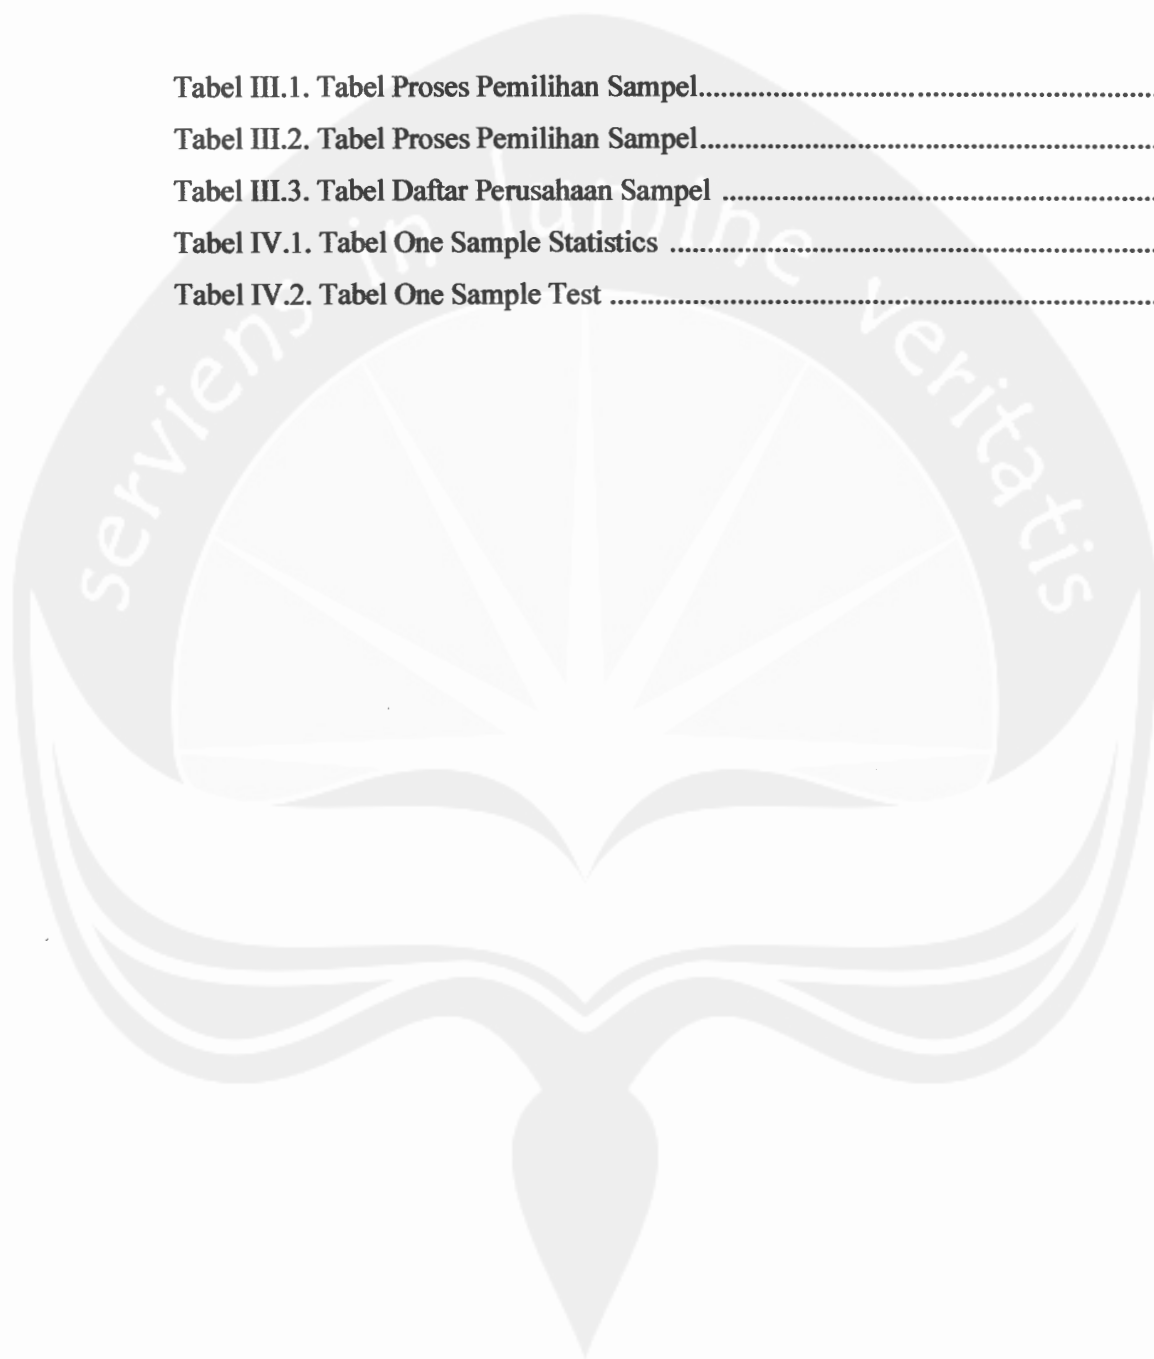 Tabel III.1. Tabel Proses Pemilihan Sampel........................................................
Tabel III.2. Tabel Proses Pemilihan Sampel........................................................
Tabel III.3. Tabel Daftar Perusahaan Sampel ......................................................
Tabel IV.1. Tabel One Sample Statistics .............................................................
Tabel IV.2. Tabel One Sample Test .....................................................................
serviens in lumine veritatis